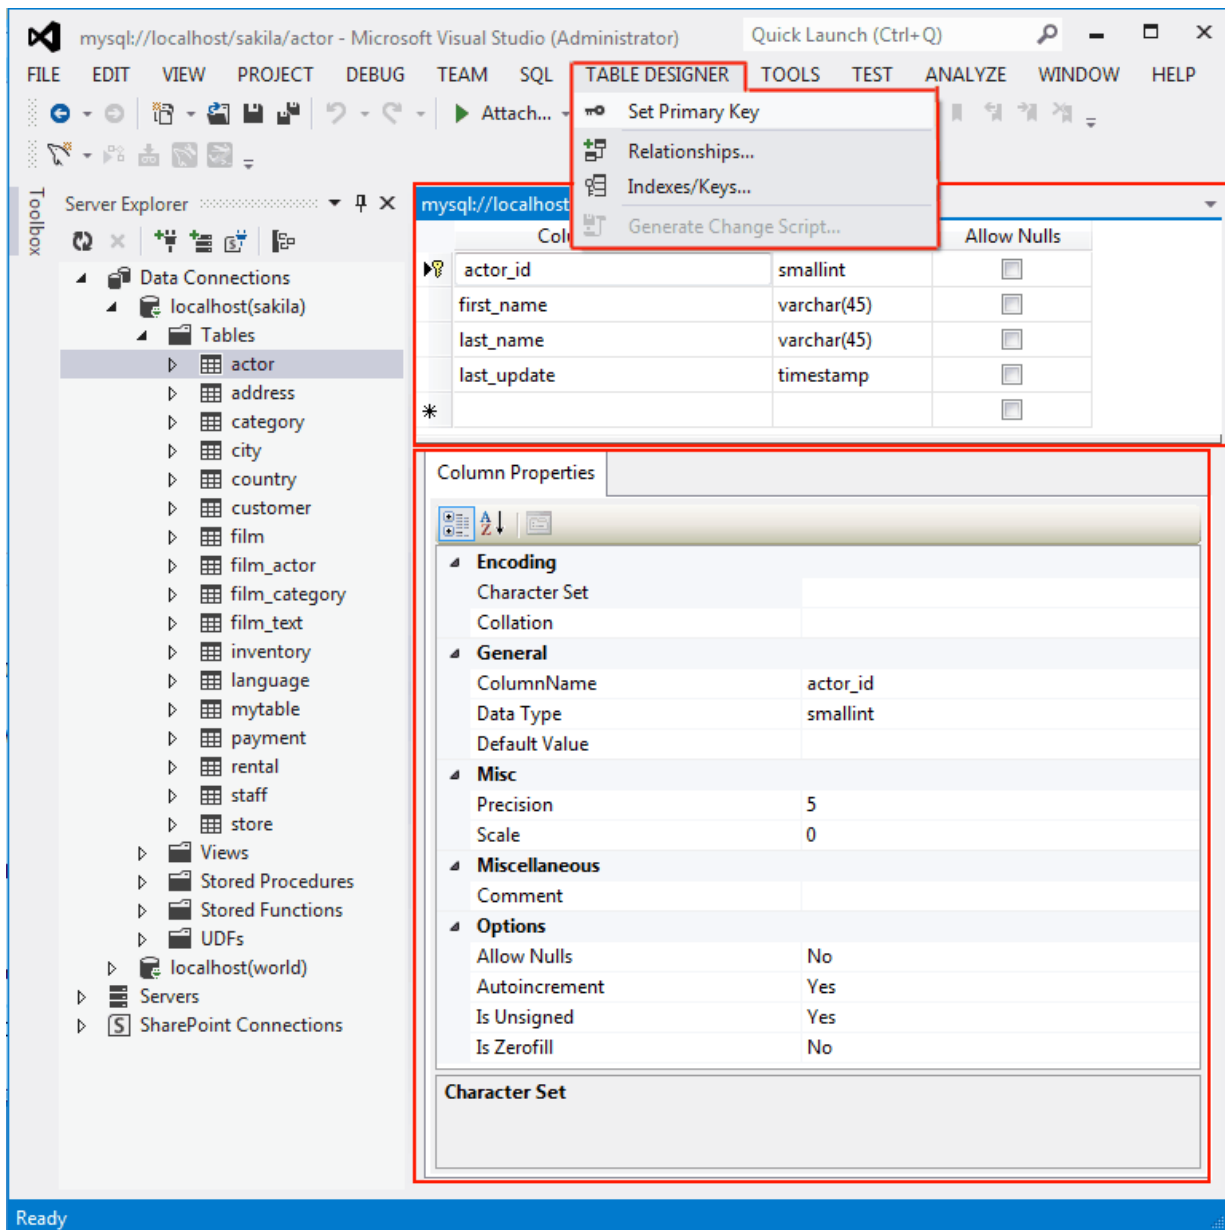 mysql://localhost/sakila/actor - Microsoft Visual Studio (Administrator)
Quick Launch (Ctrl+Q)
FILE EDIT VIEW PROJECT DEBUG TEAM SQL TABLE DESIGNER TOOLS TEST ANALYZE WINDOW HELP
Attach...
Set Primary Key
Relationships...
Indexes/Keys...
Generate Change Script...
Toolbox
Server Explorer
Data Connections
localhost(sakila)
Tables
actor
address
category
city
country
customer
film
film_actor
film_category
film_text
inventory
language
mytable
payment
rental
staff
store
Views
Stored Procedures
Stored Functions
UDFs
localhost(world)
Servers
SharePoint Connections
mysql://localhost
Colu Allow Nulls
actor_id smallint
first_name varchar(45)
last_name varchar(45)
last_update timestamp
Column Properties
Encoding
Character Set
Collation
General
ColumnName actor_id
Data Type smallint
Default Value
Misc
Precision 5
Scale 0
Miscellaneous
Comment
Options
Allow Nulls No
Autoincrement Yes
Is Unsigned Yes
Is Zerofill No
Character Set
Ready